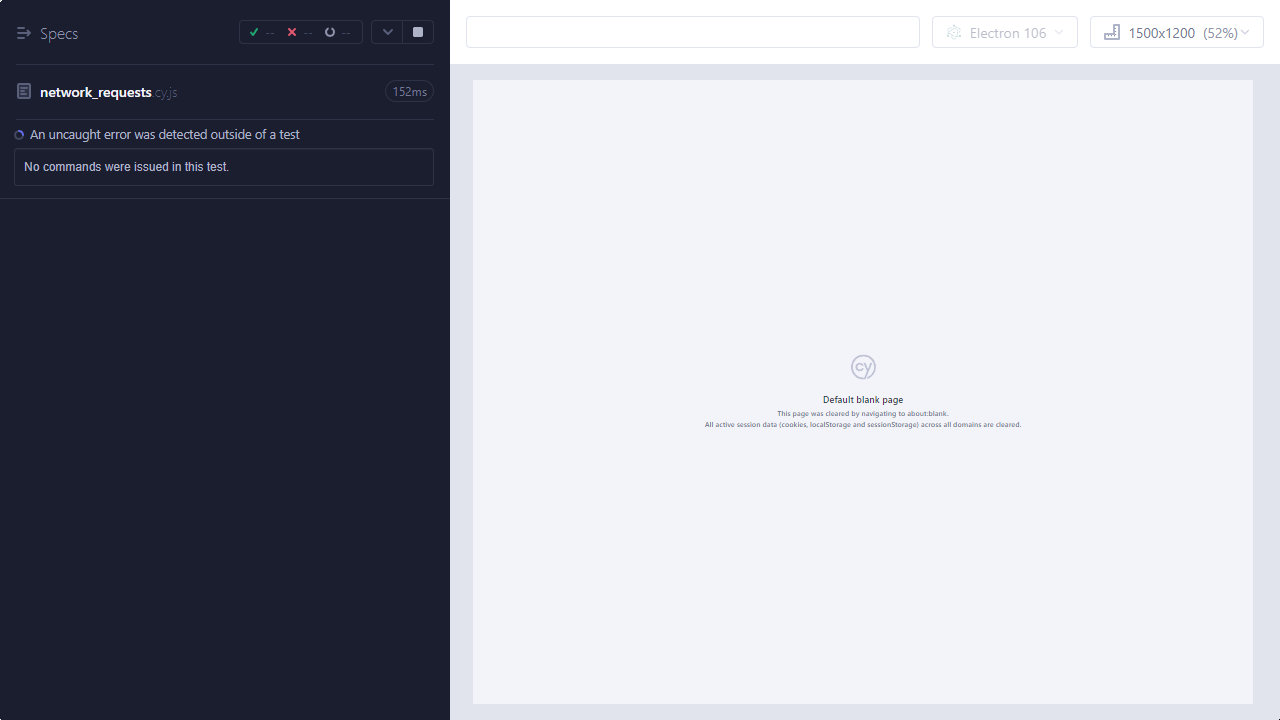 Specs
--
--
--
network_requests cy.js
152ms
An uncaught error was detected outside of a test
No commands were issued in this test.
Electron 106
1500x1200 (52%)
cy
Default blank page
This page was cleared by navigating to about:blank.
All active session data (cookies, localStorage and sessionStorage) across all domains are cleared.